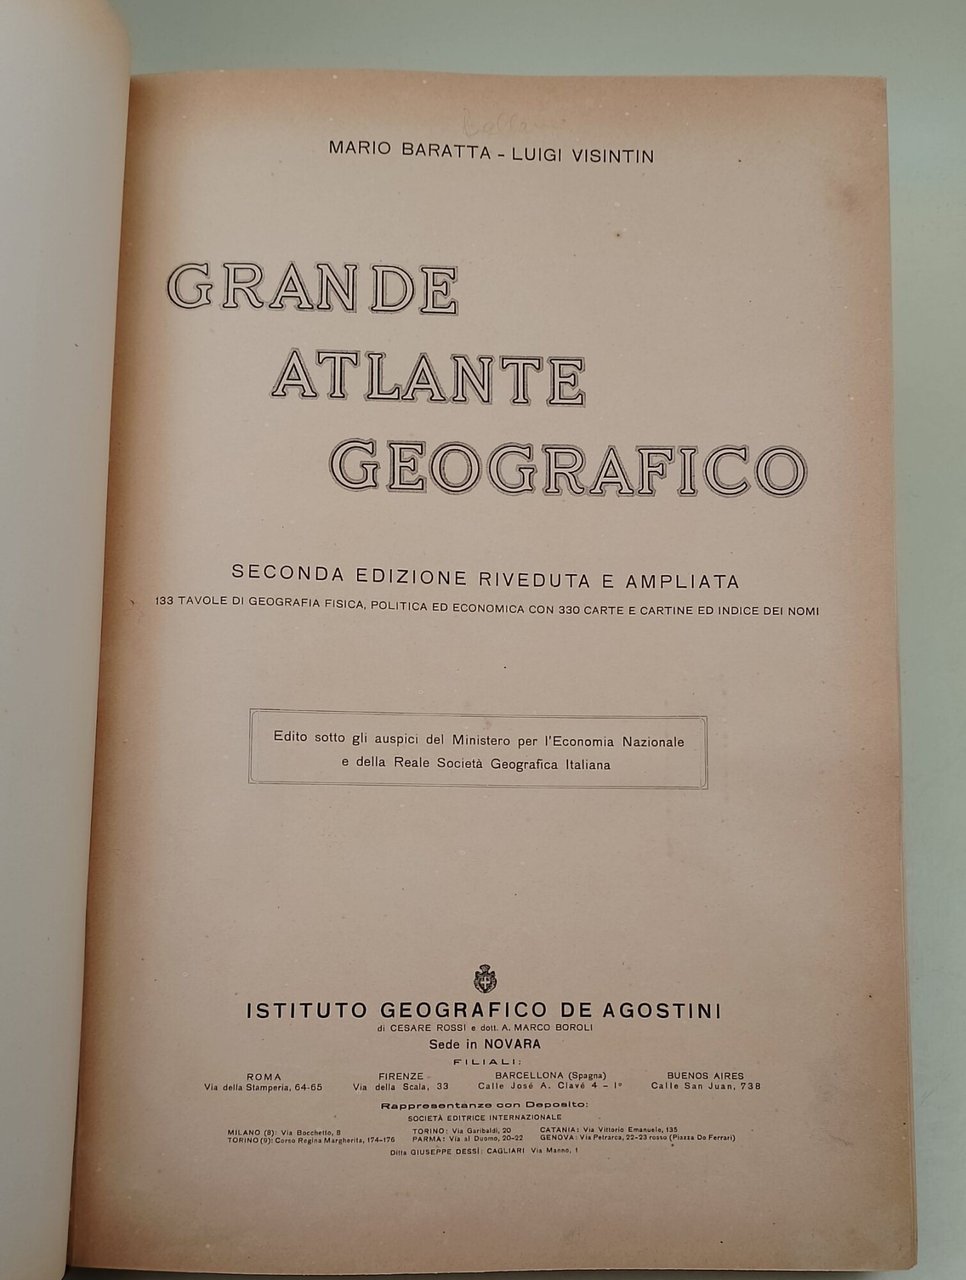 MARIO BARATTA - LUIGI VISINTIN
GRANDE
ATLANTE
GEOGRAFICO
SECONDA EDIZIONE RIVEDUTA E AMPLIATA
133 TAVOLE DI GEOGRAFIA FISICA, POLITICA ED ECONOMICA CON 330 CARTE E CARTINE ED INDICE DEI NOMI
Edito sotto gli auspici del Ministero per l'Economia Nazionale
e della Reale Società Geografica Italiana
ISTITUTO GEOGRAFICO DE AGOSTINI
di CESARE ROSSI e dott. A. MARCO BOROLI
Sede in NOVARA
FILIALI:
ROMA FIRENZE BARCELLONA (Spagna) BUENOS AIRES
Via della Stamperia, 64-65 Via della Scala, 33 Calle José A. Clavé 4 - I° Calle San Juan, 738
Rappresentanze con Deposito:
SOCIETÀ EDITRICE INTERNAZIONALE
MILANO (8): Via Bocchetto, 8 TORINO: Via Garibaldi, 20 CATANIA: Via Vittorio Emanuele, 135
TORINO (9): Corso Regina Margherita, 174-176 PARMA: Via al Duomo, 20-22 GENOVA: Via Petrarca, 22-23 rosso (Piazza De Ferrari)
Ditta GIUSEPPE DESSÌ: CAGLIARI Via Manno, 1